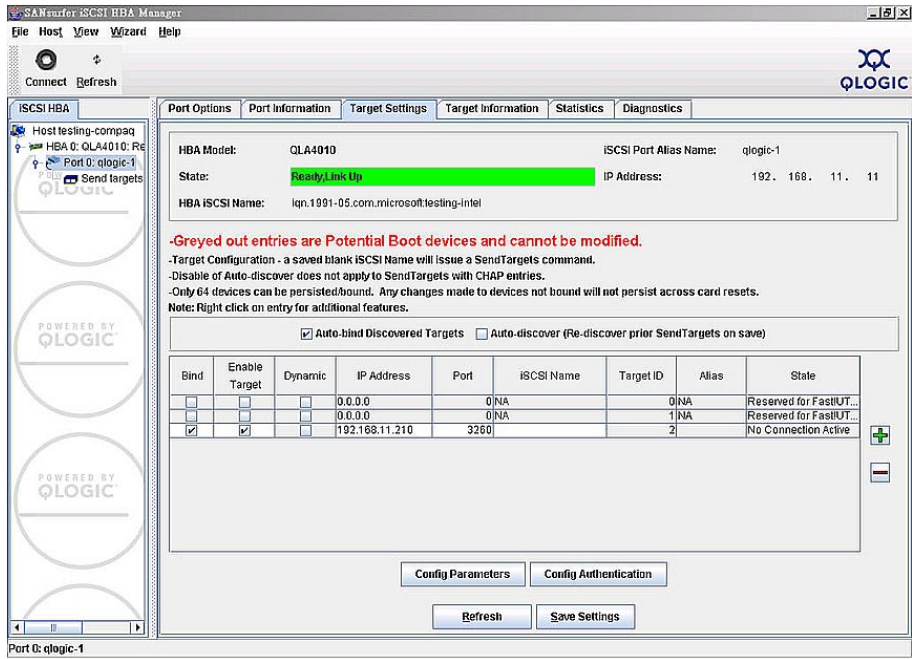 SANsurfer iSCSI HBA Manager
File Host View Wizard Help
Connect Refresh
QLOGIC
iSCSI HBA
Port Options Port Information Target Settings Target Information Statistics Diagnostics
Host testing-compaq
HBA 0: QLA4010: Re
Port 0: qlogic-1
Send targets
HBA Model: QLA4010 iSCSI Port Alias Name: qlogic-1
State: Ready,Link Up IP Address: 192. 168. 11. 11
HBA iSCSI Name: iqn.1991-05.com.microsoft:testing-intel
-Greyed out entries are Potential Boot devices and cannot be modified.
-Target Configuration - a saved blank iSCSI Name will issue a SendTargets command.
-Disable of Auto-discover does not apply to SendTargets with CHAP entries.
-Only 64 devices can be persisted/bound. Any changes made to devices not bound will not persist across card resets.
Note: Right click on entry for additional features.
Auto-bind Discovered Targets Auto-discover (Re-discover prior SendTargets on save)
Bind Enable Target Dynamic IP Address Port iSCSI Name Target ID Alias State
0.0.0.0 0 NA 0 NA Reserved for Fast!UT...
0.0.0.0 0 NA 1 NA Reserved for Fast!UT...
192.168.11.210 3260 2 No Connection Active
Config Parameters Config Authentication
Refresh Save Settings
POWERED BY
QLOGIC
POWERED BY
QLOGIC
POWERED BY
QLOGIC
Port 0: qlogic-1